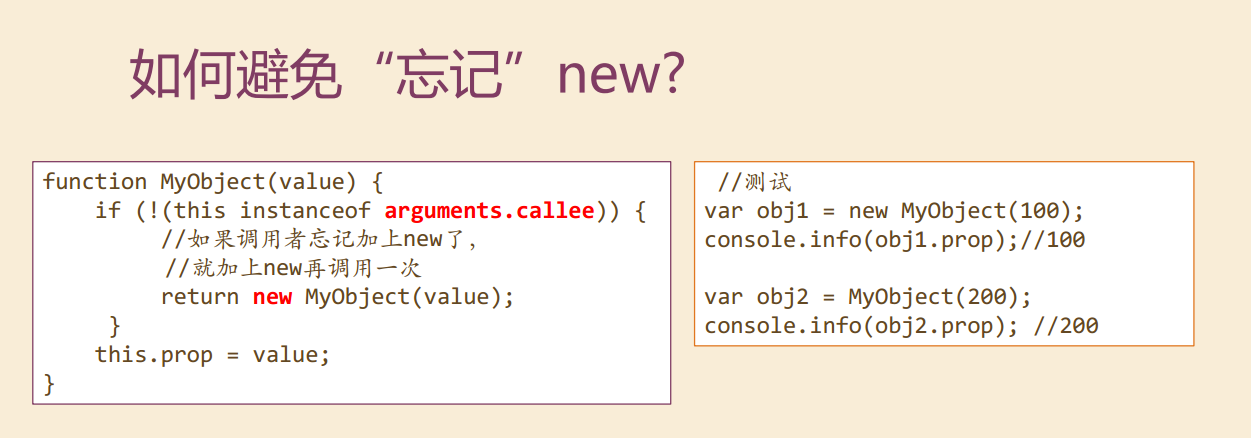 如何避免“忘记”new?
function MyObject(value) {
    if (!(this instanceof arguments.callee)) {
         //如果调用者忘记加上new了，
         //就加上new再调用一次
         return new MyObject(value);
     }
    this.prop = value;
}
//测试
var obj1 = new MyObject(100);
console.info(obj1.prop);//100
var obj2 = MyObject(200);
console.info(obj2.prop); //200